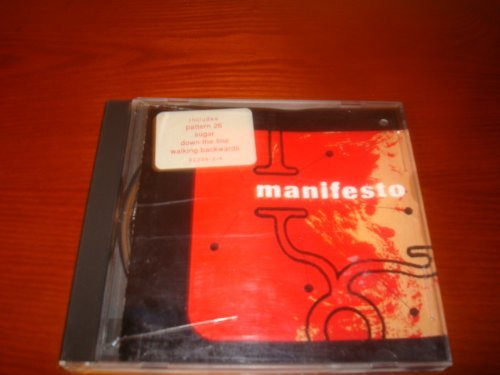 includes
pattern 26
sugar
down the line
walking backwards
manifesto